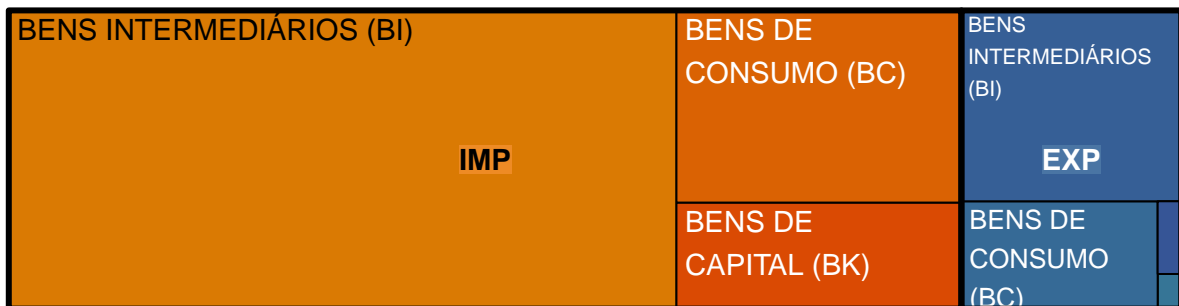 BENS INTERMEDIÁRIOS (BI)
IMP
BENS DE
CONSUMO (BC)
BENS DE
CAPITAL (BK)
BENS
INTERMEDIÁRIOS
(BI)
EXP
BENS DE
CONSUMO
(BC)